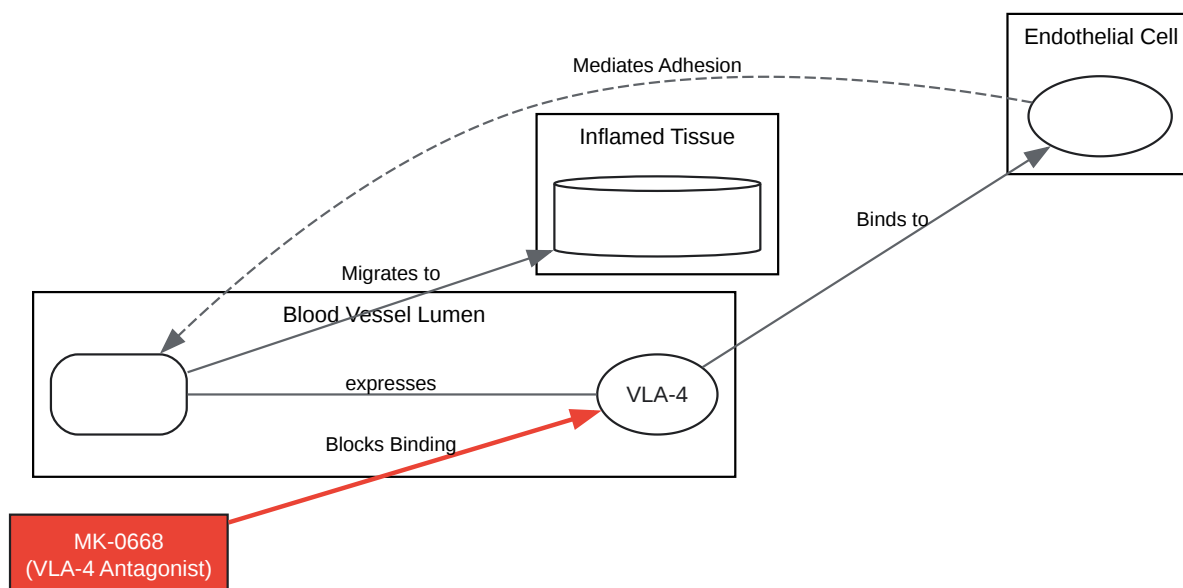 Endothelial Cell
Mediates Adhesion
Inflamed Tissue
Binds to
Migrates to
Blood Vessel Lumen
expresses
VLA-4
Blocks Binding
MK-0668
(VLA-4 Antagonist)